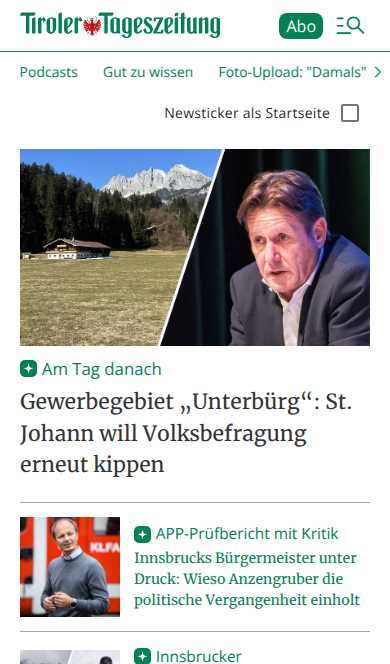 Tiroler Tageszeitung
Abo
Podcasts Gut zu wissen Foto-Upload: "Damals"
Newsticker als Startseite
Am Tag danach
Gewerbegebiet „Unterbürg“: St.
Johann will Volksbefragung
erneut kippen
KLFA
APP-Prüfbericht mit Kritik
Innsbrucks Bürgermeister unter
Druck: Wieso Anzengruber die
politische Vergangenheit einholt
Innsbrucker